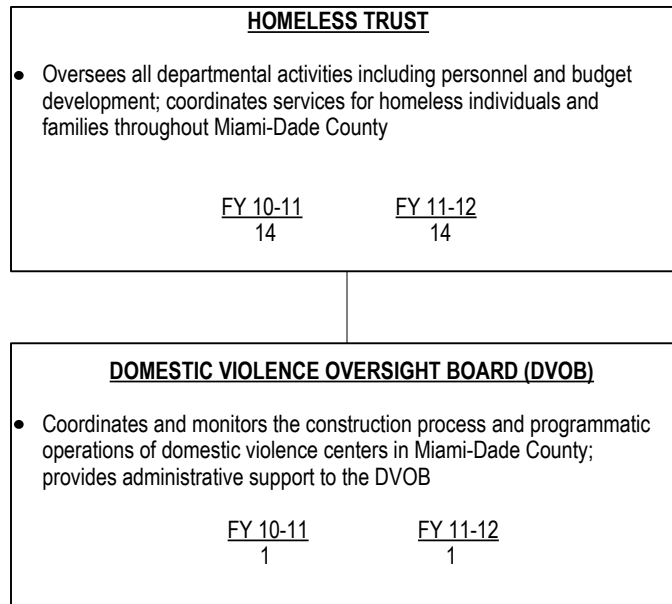 HOMELESS TRUST
• Oversees all departmental activities including personnel and budget
development; coordinates services for homeless individuals and
families throughout Miami-Dade County
FY 10-11 FY 11-12
14 14
DOMESTIC VIOLENCE OVERSIGHT BOARD (DVOB)
• Coordinates and monitors the construction process and programmatic
operations of domestic violence centers in Miami-Dade County;
provides administrative support to the DVOB
FY 10-11 FY 11-12
1 1